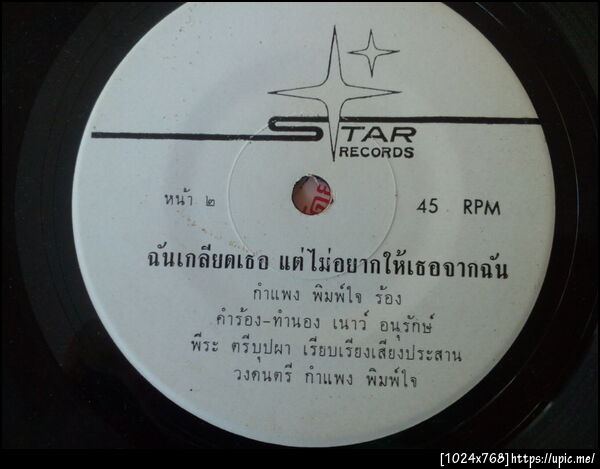 STAR
RECORDS
หน้า ๒
45 RPM
ฉันเกลียดเธอ แต่ไม่อยากให้เธอจากฉัน
กำแพง พิมพ์ใจ ร้อง
คำร้อง-ทำนอง เนาว์ อนุรักษ์
พีระ ตรีบุปผา เรียบเรียงเสียงประสาน
วงดนตรี กำแพง พิมพ์ใจ
[1024x768]https://upic.me/